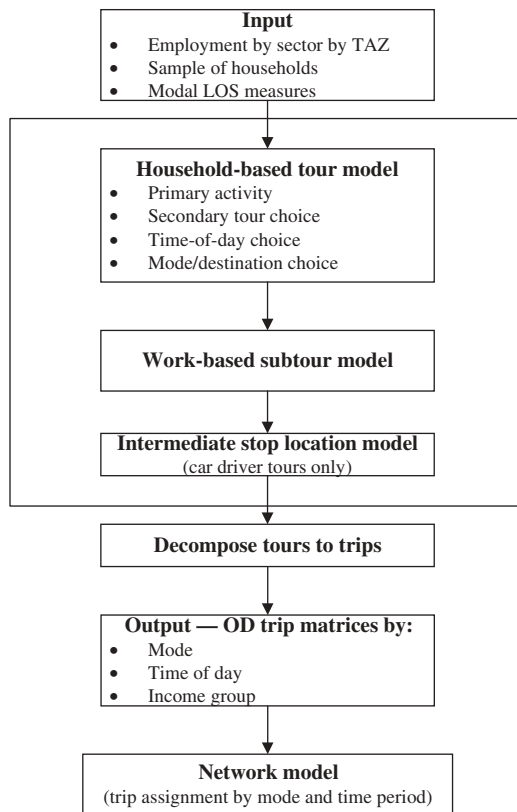 Input
• Employment by sector by TAZ
• Sample of households
• Modal LOS measures
Household-based tour model
• Primary activity
• Secondary tour choice
• Time-of-day choice
• Mode/destination choice
Work-based subtour model
Intermediate stop location model
(car driver tours only)
Decompose tours to trips
Output — OD trip matrices by:
• Mode
• Time of day
• Income group
Network model
(trip assignment by mode and time period)